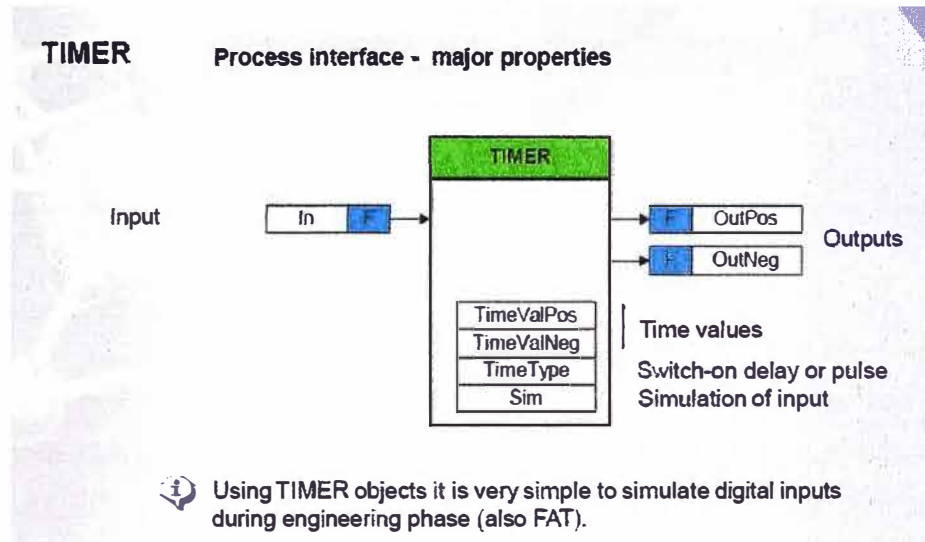 TIMER Process interface - major properties
TIMER
Input
In F
F OutPos
F OutNeg
Outputs
TimeValPos
TimeValNeg
TimeType
Sim
Time values
Switch-on delay or pulse
Simulation of input
i
Using TIMER objects it is very simple to simulate digital inputs
during engineering phase (also FAT).